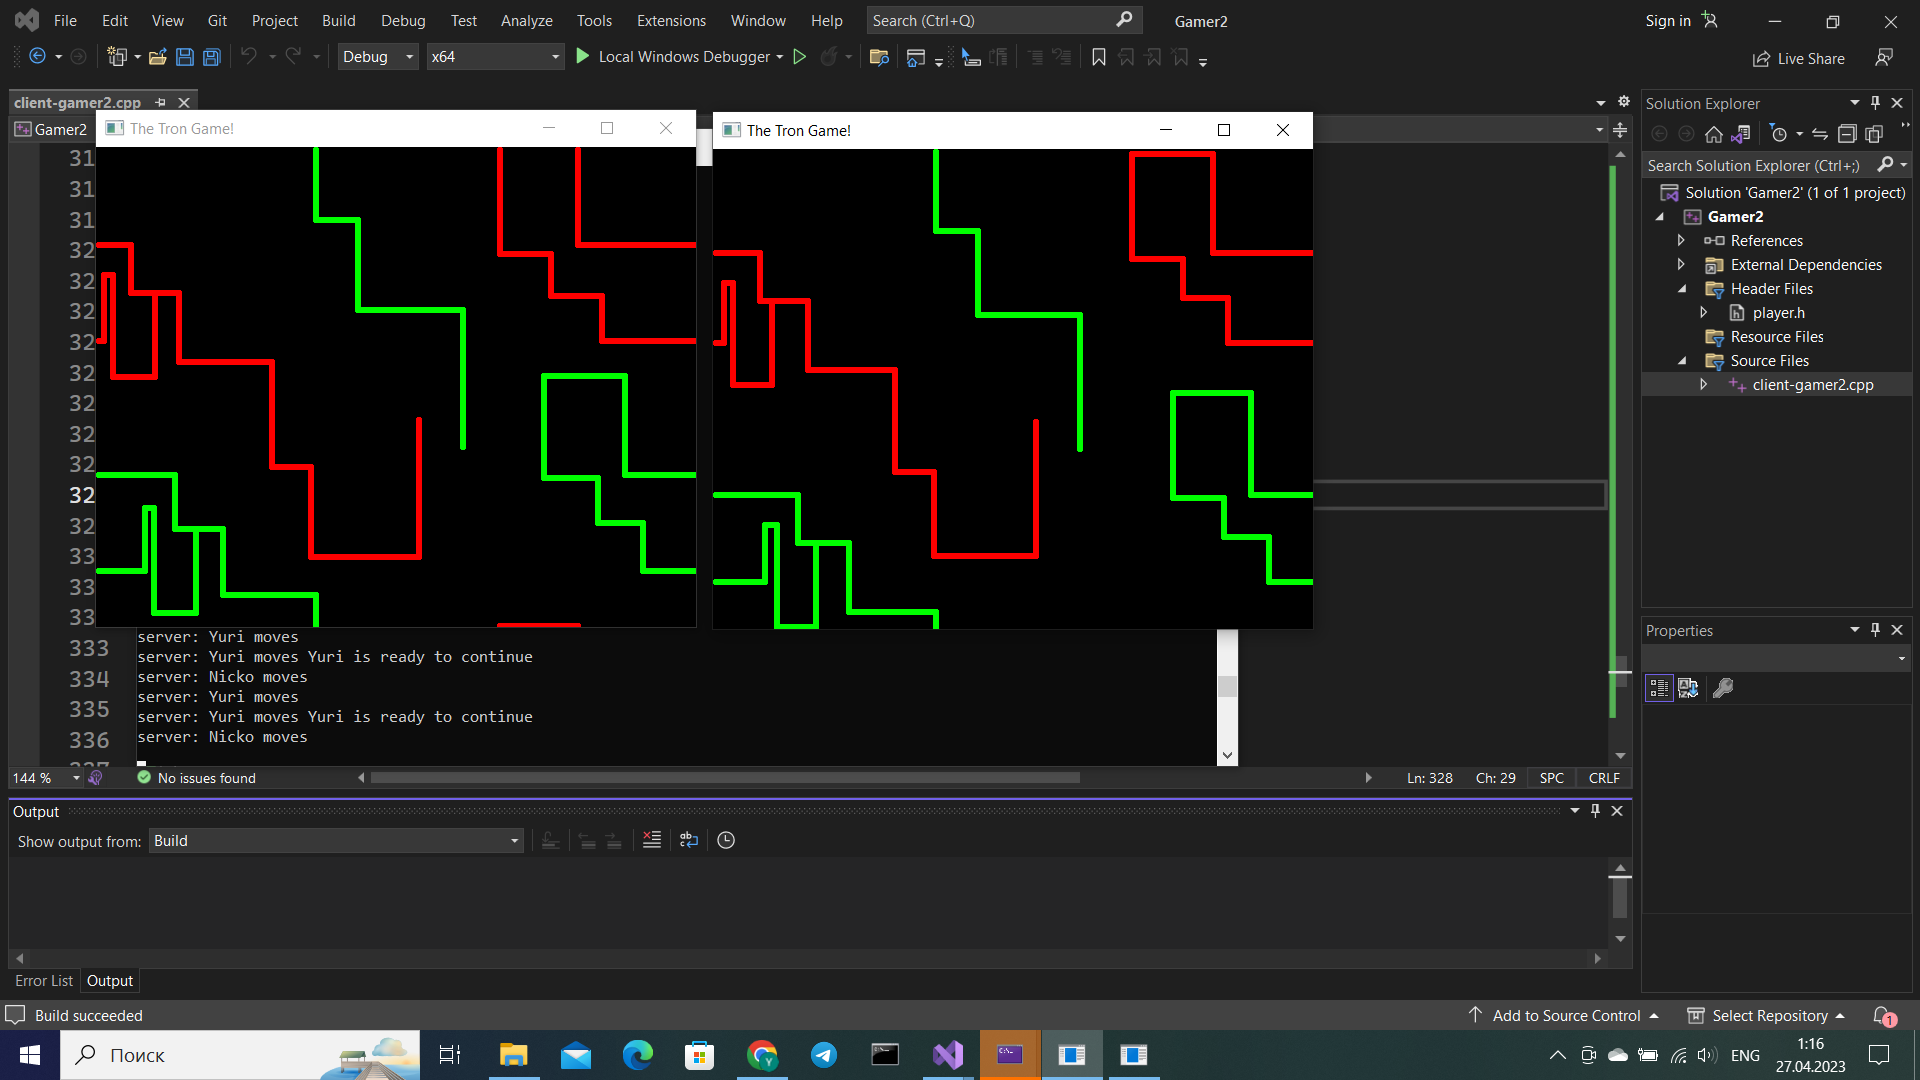 File Edit View Git Project Build Debug Test Analyze Tools Extensions Window Help Search (Ctrl+Q) Gamer2 Sign in
Debug x64 Local Windows Debugger Live Share
client-gamer2.cpp
Gamer2
The Tron Game!
The Tron Game!
31
31
31
32
32
32
32
32
32
32
32
32
32
33
33
33
333
334
335
336
server: Yuri moves
server: Yuri moves Yuri is ready to continue
server: Nicko moves
server: Yuri moves
server: Yuri moves Yuri is ready to continue
server: Nicko moves
144 % No issues found Ln: 328 Ch: 29 SPC CRLF
Output
Show output from: Build
Error List Output
Solution Explorer
Search Solution Explorer (Ctrl+;)
Solution 'Gamer2' (1 of 1 project)
Gamer2
References
External Dependencies
Header Files
player.h
Resource Files
Source Files
client-gamer2.cpp
Properties
Build succeeded Add to Source Control Select Repository 1
Поиск ENG 1:16
27.04.2023